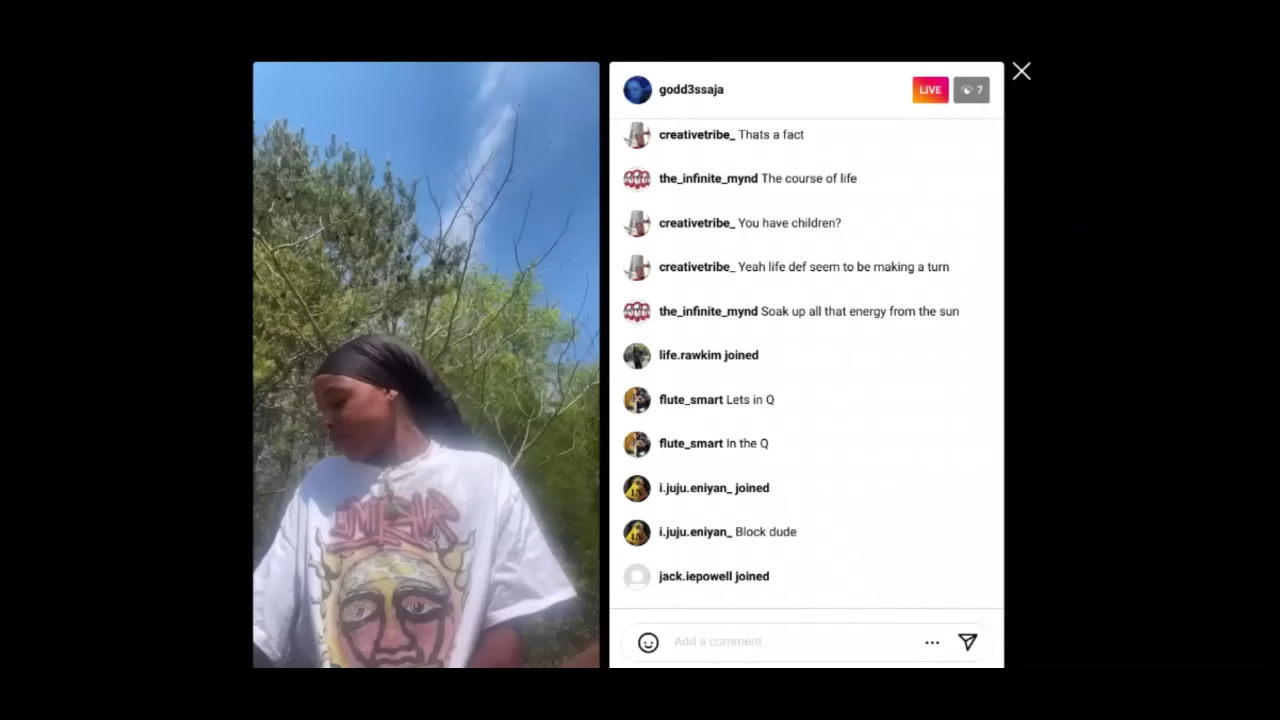 godd3ssaja
LIVE
7
creativetribe_ Thats a fact
the_infinite_mynd The course of life
creativetribe_ You have children?
creativetribe_ Yeah life def seem to be making a turn
the_infinite_mynd Soak up all that energy from the sun
life.rawkim joined
flute_smart Lets in Q
flute_smart In the Q
i.juju.eniyan_ joined
i.juju.eniyan_ Block dude
jack.iepowell joined
Add a comment